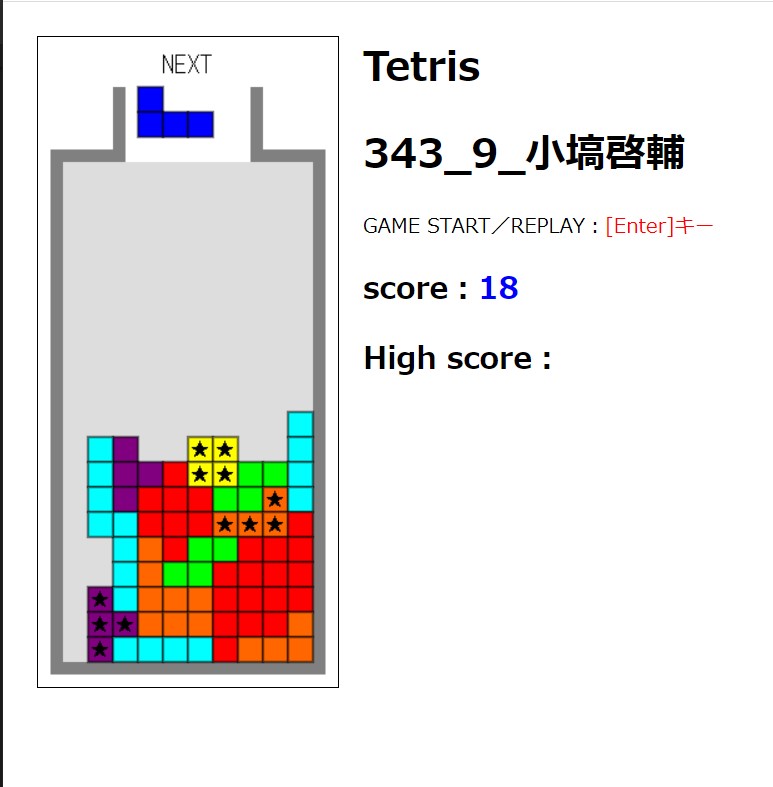 NEXT
Tetris
343_9_小塙啓輔
GAME START／REPLAY : [Enter]キー
score : 18
High score :